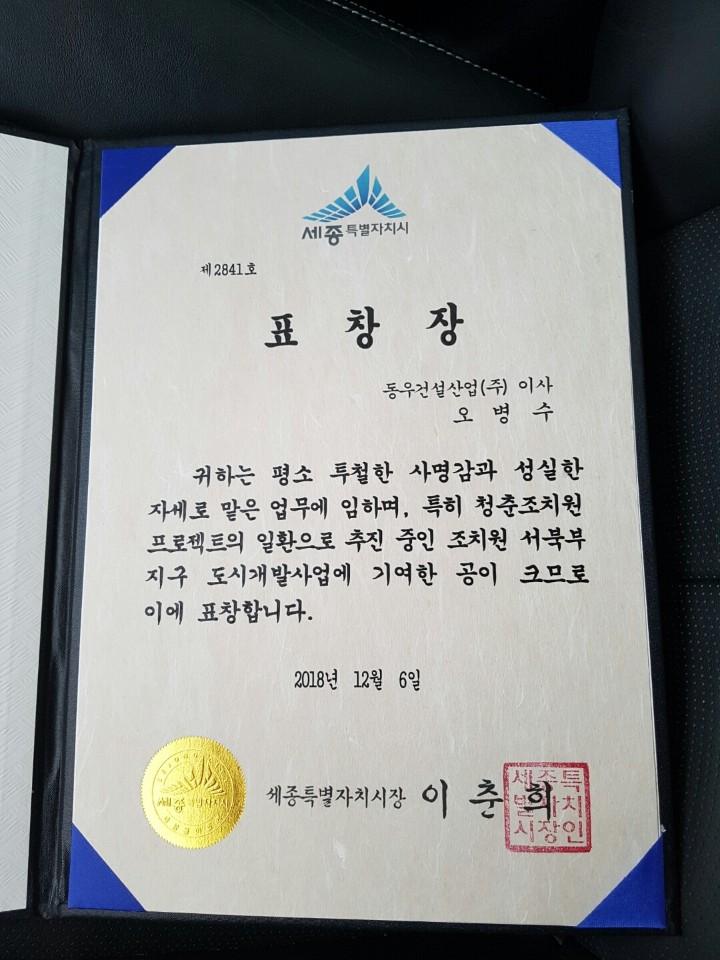 세종특별자치시
제2841호
표 창 장
동우건설산업(주) 이사
오 병 수
귀하는 평소 투철한 사명감과 성실한
자세로 맡은 업무에 임하며, 특히 청춘조치원
프로젝트의 일환으로 추진 중인 조치원 서북부
지구 도시개발사업에 기여한 공이 크므로
이에 표창합니다.
2018년 12월 6일
세종특별자치시
세종특별자치시장 이 춘 희
세종특
별자치
시장인